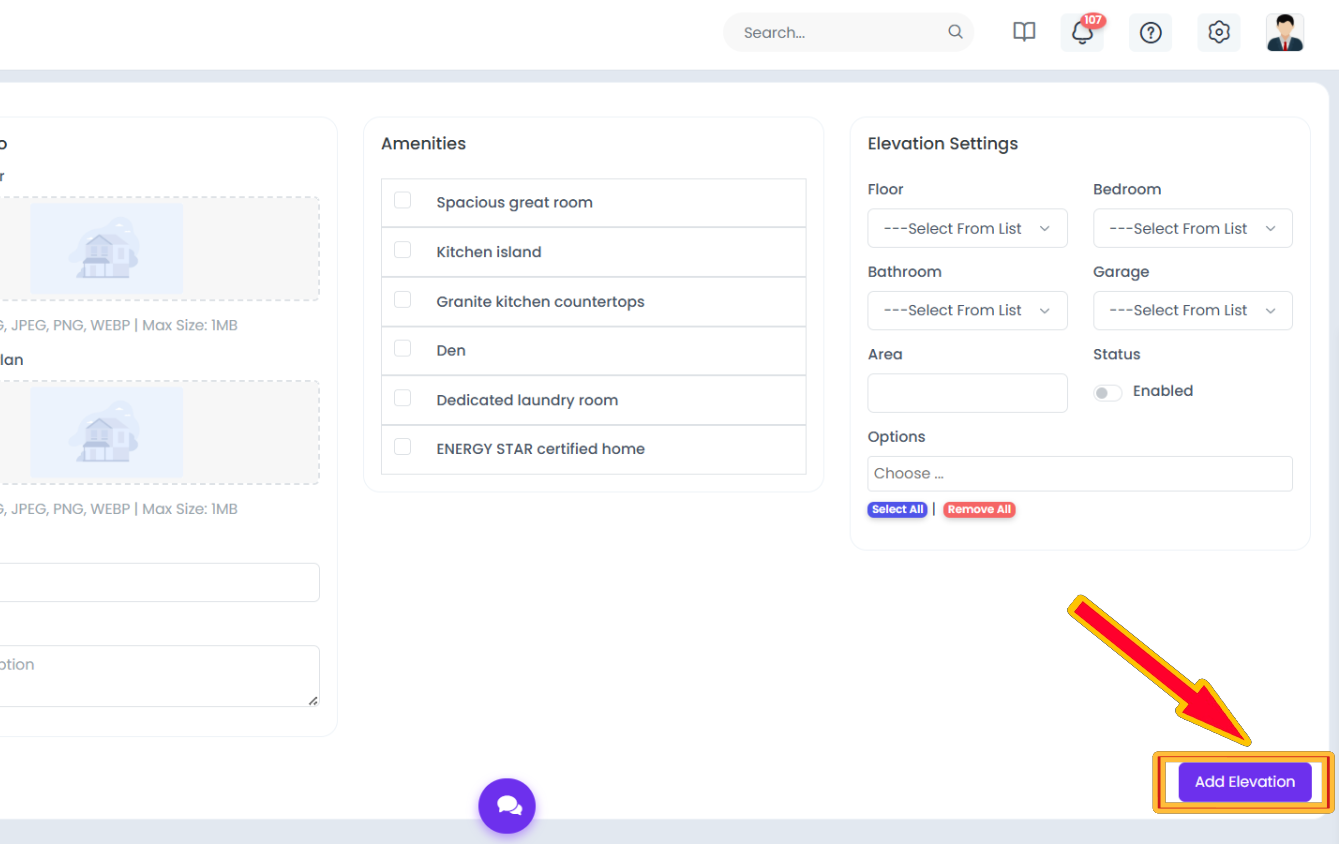 Search...
107
o
r
G, JPEG, PNG, WEBP | Max Size: 1MB
lan
G, JPEG, PNG, WEBP | Max Size: 1MB
ption
Amenities
Spacious great room
Kitchen island
Granite kitchen countertops
Den
Dedicated laundry room
ENERGY STAR certified home
Elevation Settings
Floor
Bedroom
---Select From List
---Select From List
Bathroom
Garage
---Select From List
---Select From List
Area
Status
Enabled
Options
Choose ...
Select All | Remove All
Add Elevation